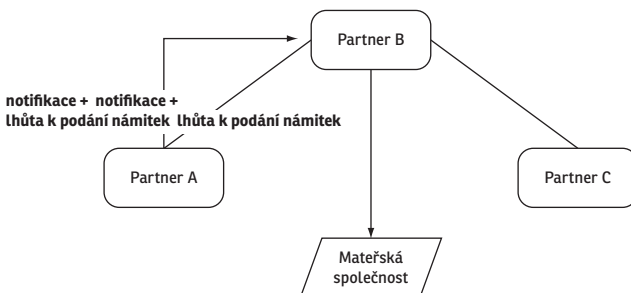 Partner B
notifikace + notifikace +
lhůta k podání námitek lhůta k podání námitek
Partner A
Partner C
Mateřská
společnost